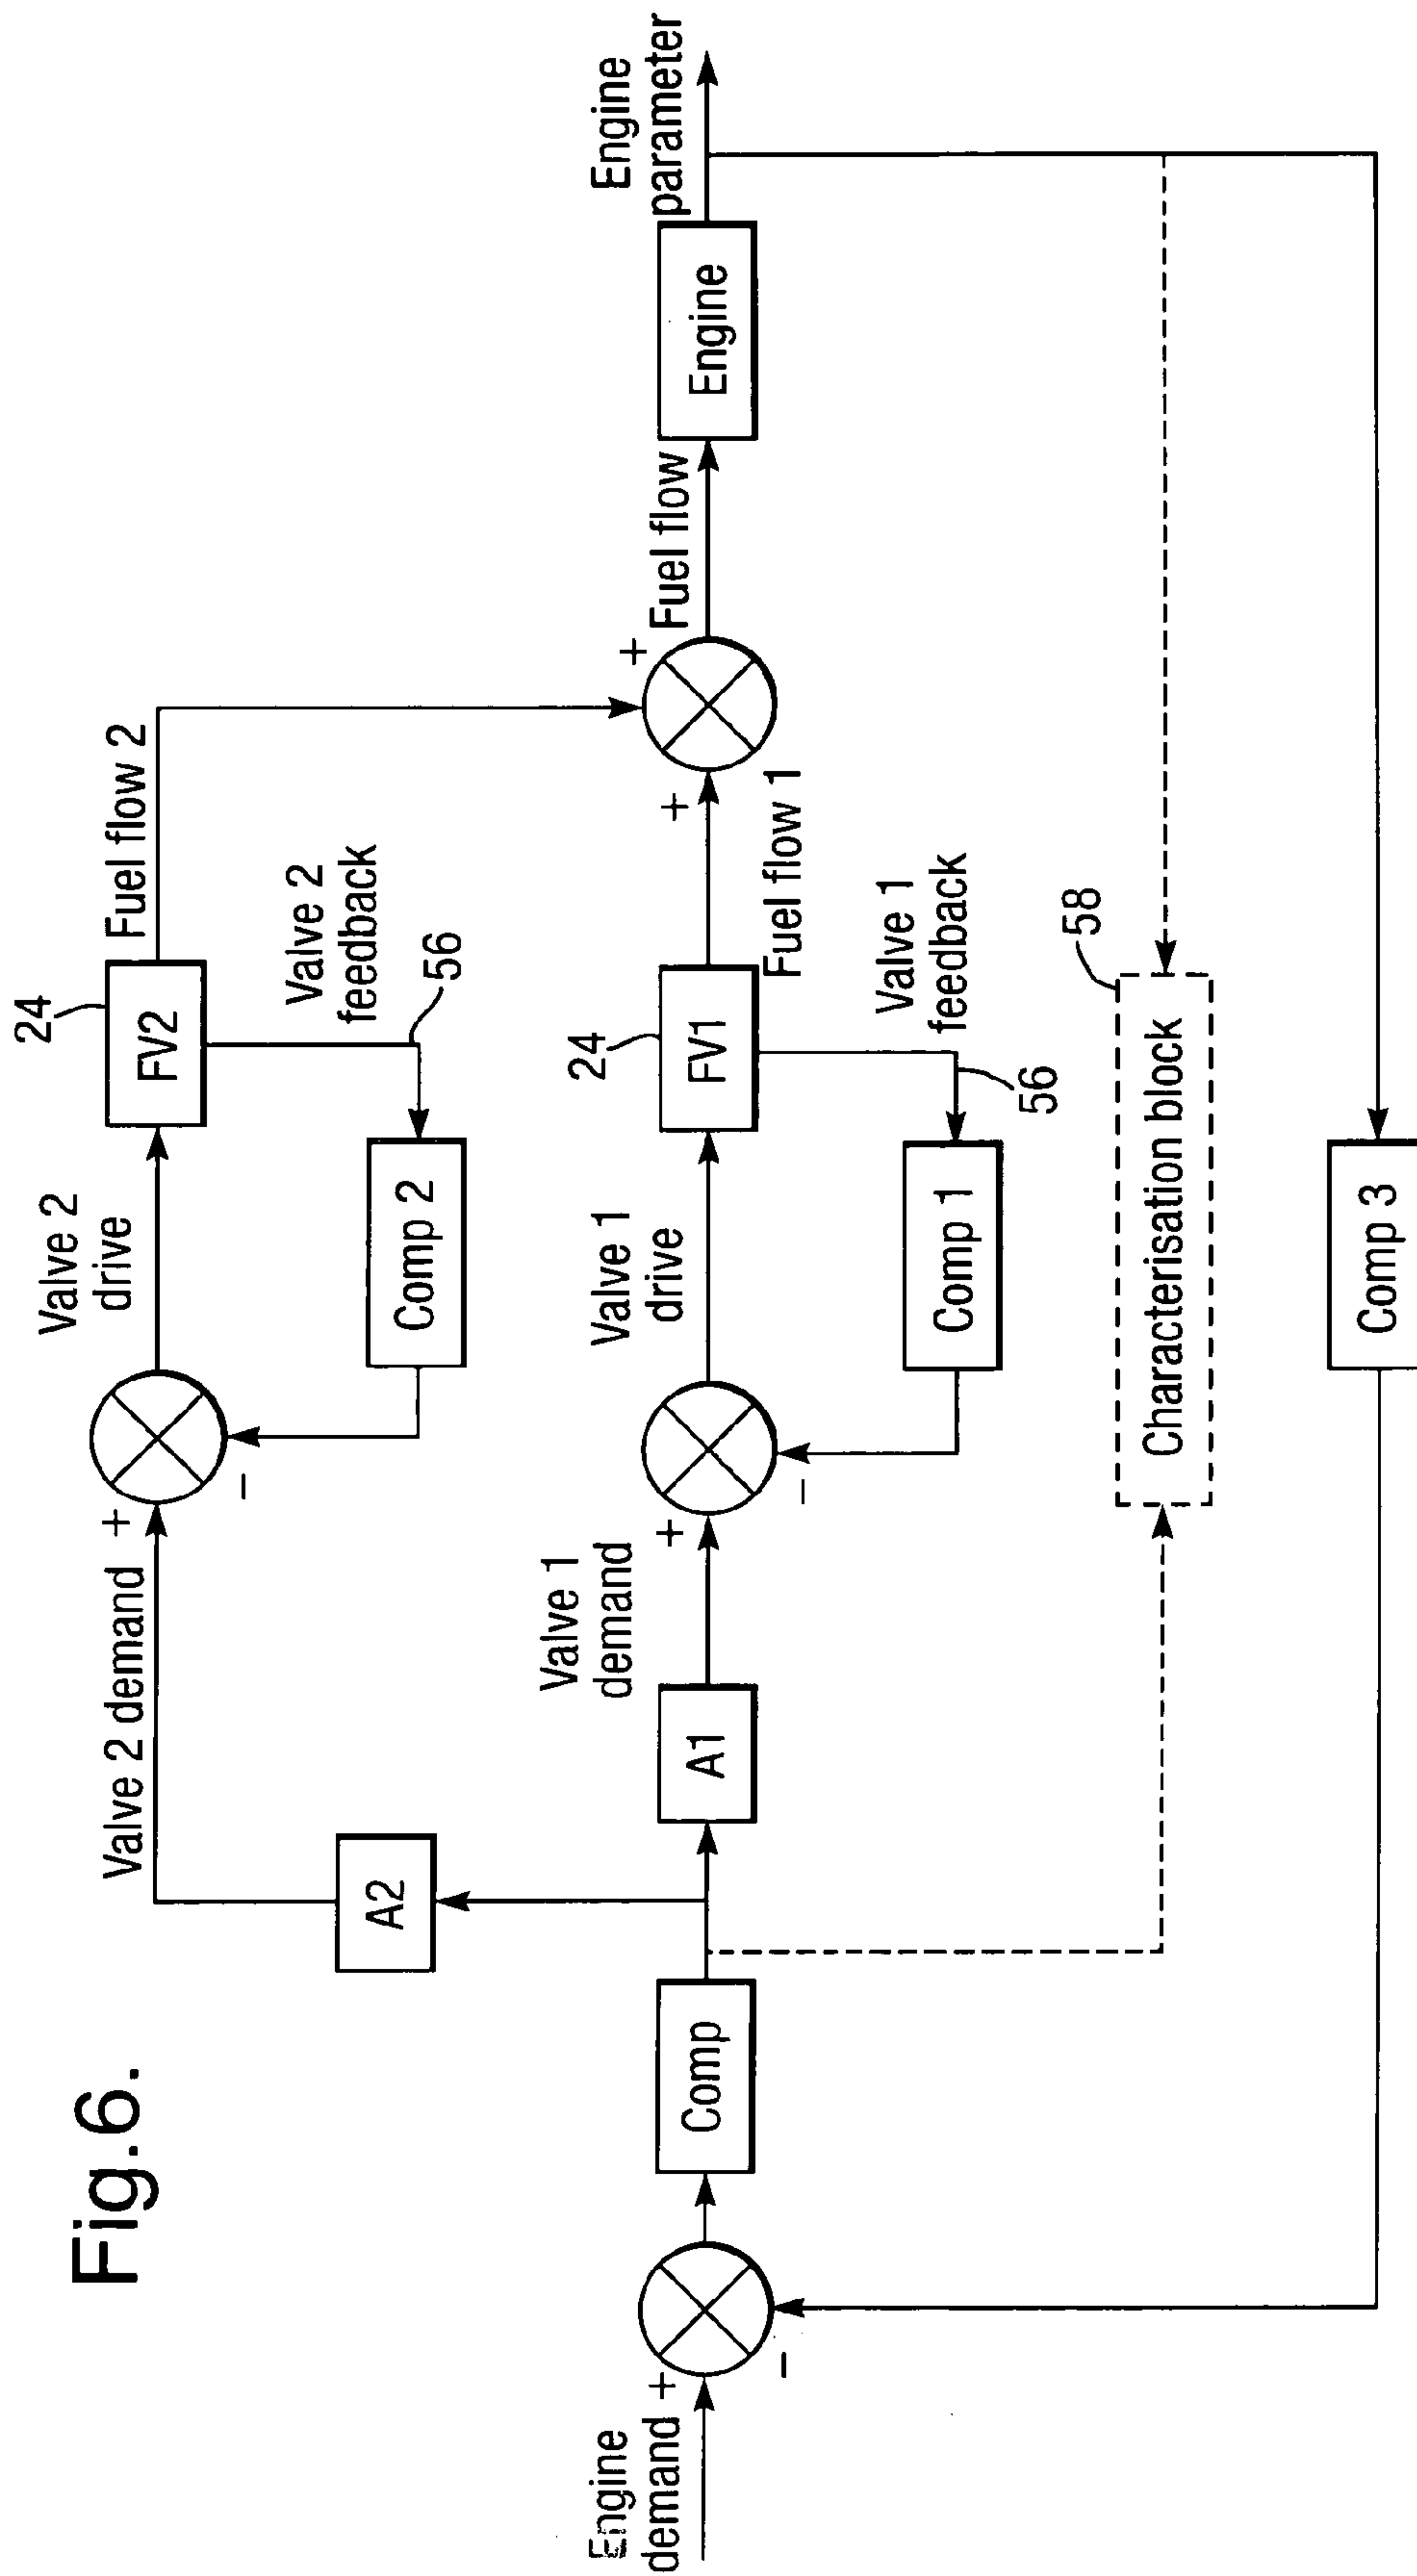 Fig.6.
Valve 2 demand
+
-
Valve 2
drive
24
FV2
Fuel flow 2
Valve 2
feedback
56
Comp 2
A2
Engine
demand
+
-
Comp
A1
Valve 1
demand
+
-
Valve 1
drive
24
FV1
Fuel flow 1
+
+
Fuel flow
Engine
Engine
parameter
Valve 1
feedback
56
Comp 1
58
Characterisation block
Comp 3